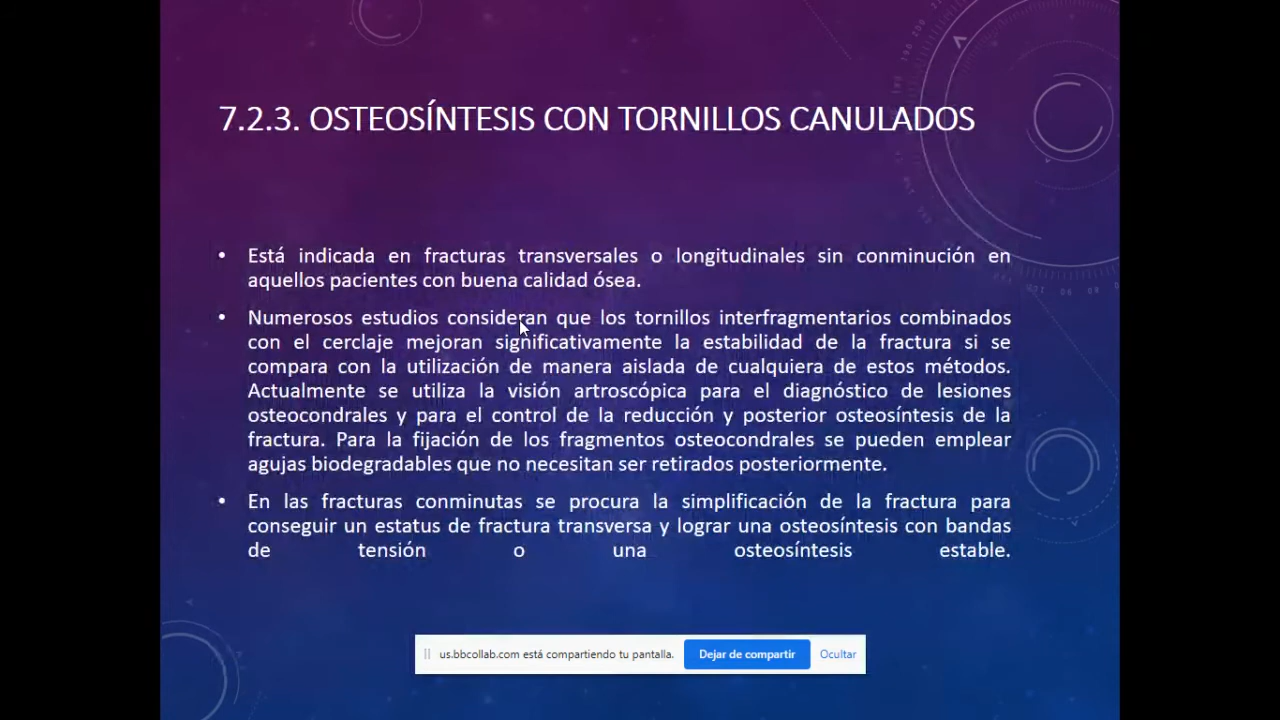 7.2.3. OSTEOSÍNTESIS CON TORNILLOS CANULADOS
• Está indicada en fracturas transversales o longitudinales sin conminución en
aquellos pacientes con buena calidad ósea.
• Numerosos estudios consideran que los tornillos interfragmentarios combinados
con el cerclaje mejoran significativamente la estabilidad de la fractura si se
compara con la utilización de manera aislada de cualquiera de estos métodos.
Actualmente se utiliza la visión artroscópica para el diagnóstico de lesiones
osteocondrales y para el control de la reducción y posterior osteosíntesis de la
fractura. Para la fijación de los fragmentos osteocondrales se pueden emplear
agujas biodegradables que no necesitan ser retirados posteriormente.
• En las fracturas conminutas se procura la simplificación de la fractura para
conseguir un estatus de fractura transversa y lograr una osteosíntesis con bandas
de tensión o una osteosíntesis estable.
us.bbcollab.com está compartiendo tu pantalla.
Dejar de compartir
Ocultar